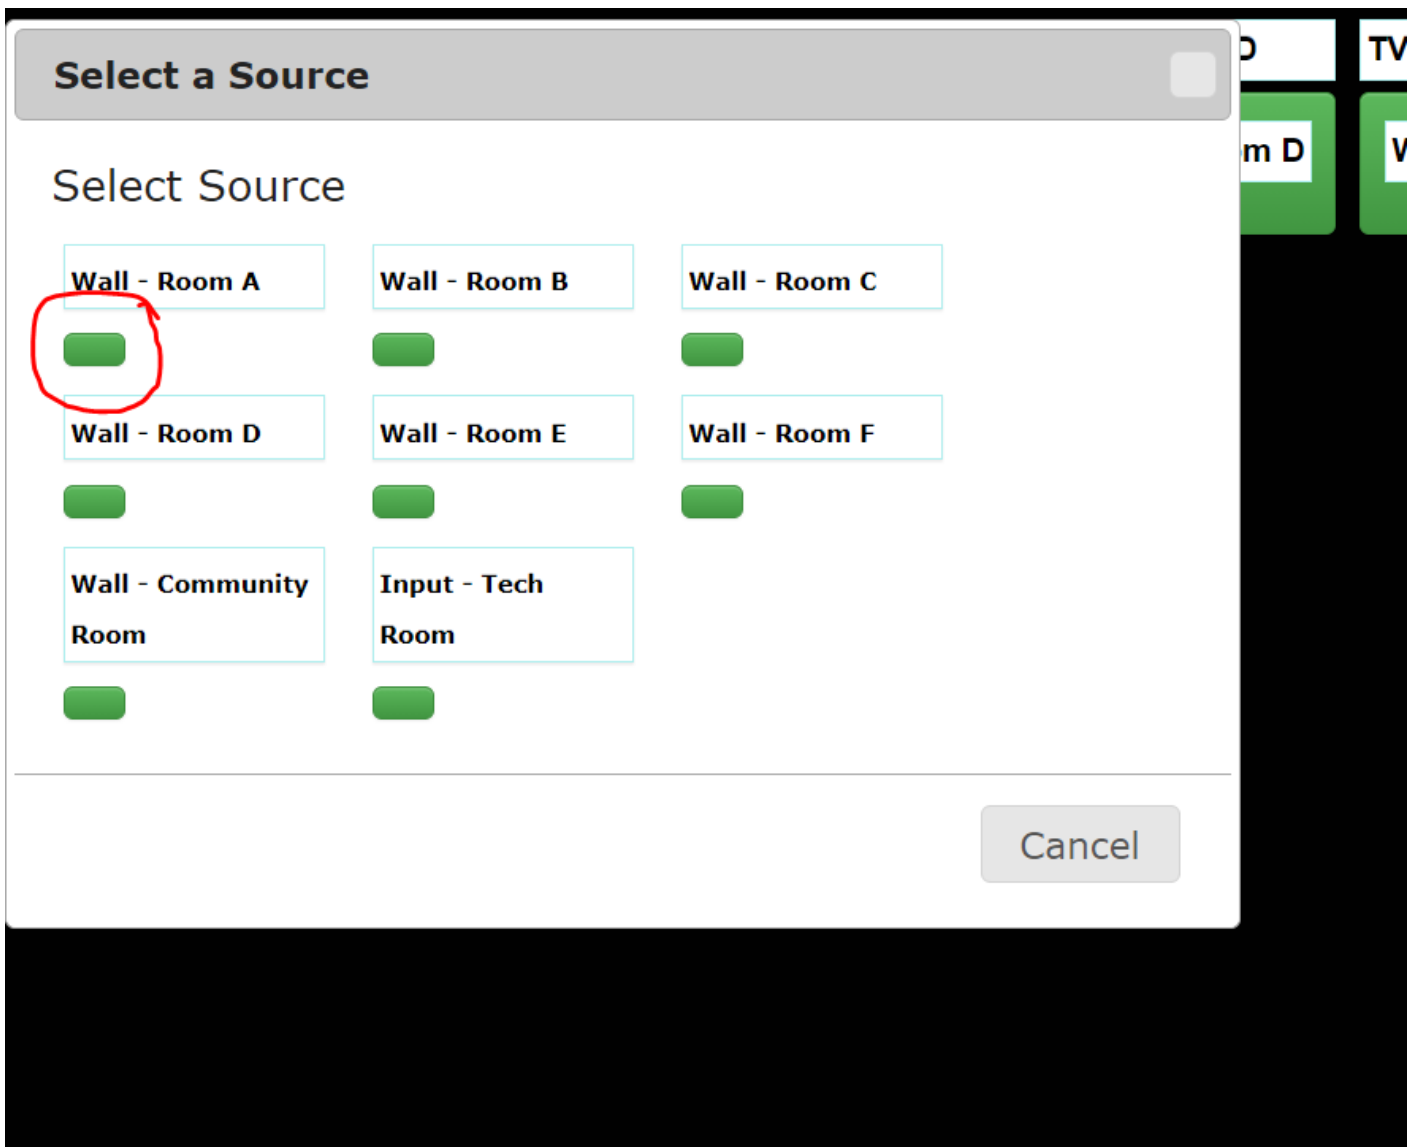 Select a Source
D
TV
m D
Select Source
Wall - Room A
Wall - Room B
Wall - Room C
Wall - Room D
Wall - Room E
Wall - Room F
Wall - Community
Room
Input - Tech
Room
Cancel